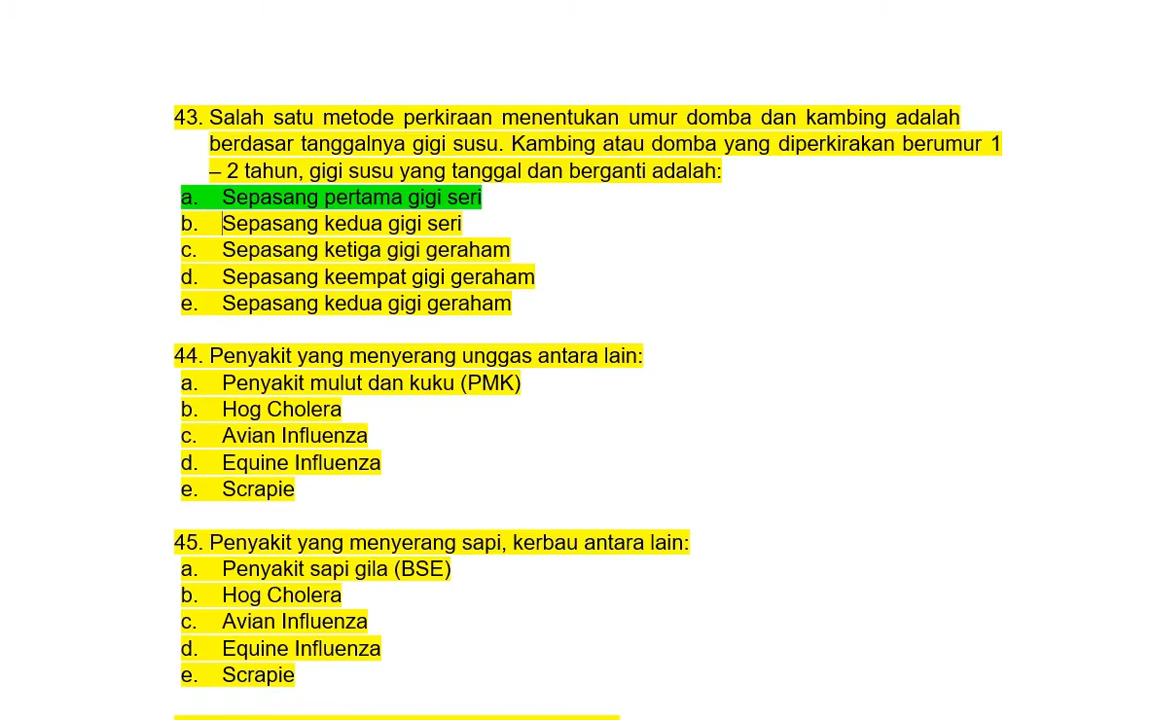 43. Salah satu metode perkiraan menentukan umur domba dan kambing adalah
berdasar tanggalnya gigi susu. Kambing atau domba yang diperkirakan berumur 1
– 2 tahun, gigi susu yang tanggal dan berganti adalah:
a. Sepasang pertama gigi seri
b. Sepasang kedua gigi seri
c. Sepasang ketiga gigi geraham
d. Sepasang keempat gigi geraham
e. Sepasang kedua gigi geraham
44. Penyakit yang menyerang unggas antara lain:
a. Penyakit mulut dan kuku (PMK)
b. Hog Cholera
c. Avian Influenza
d. Equine Influenza
e. Scrapie
45. Penyakit yang menyerang sapi, kerbau antara lain:
a. Penyakit sapi gila (BSE)
b. Hog Cholera
c. Avian Influenza
d. Equine Influenza
e. Scrapie